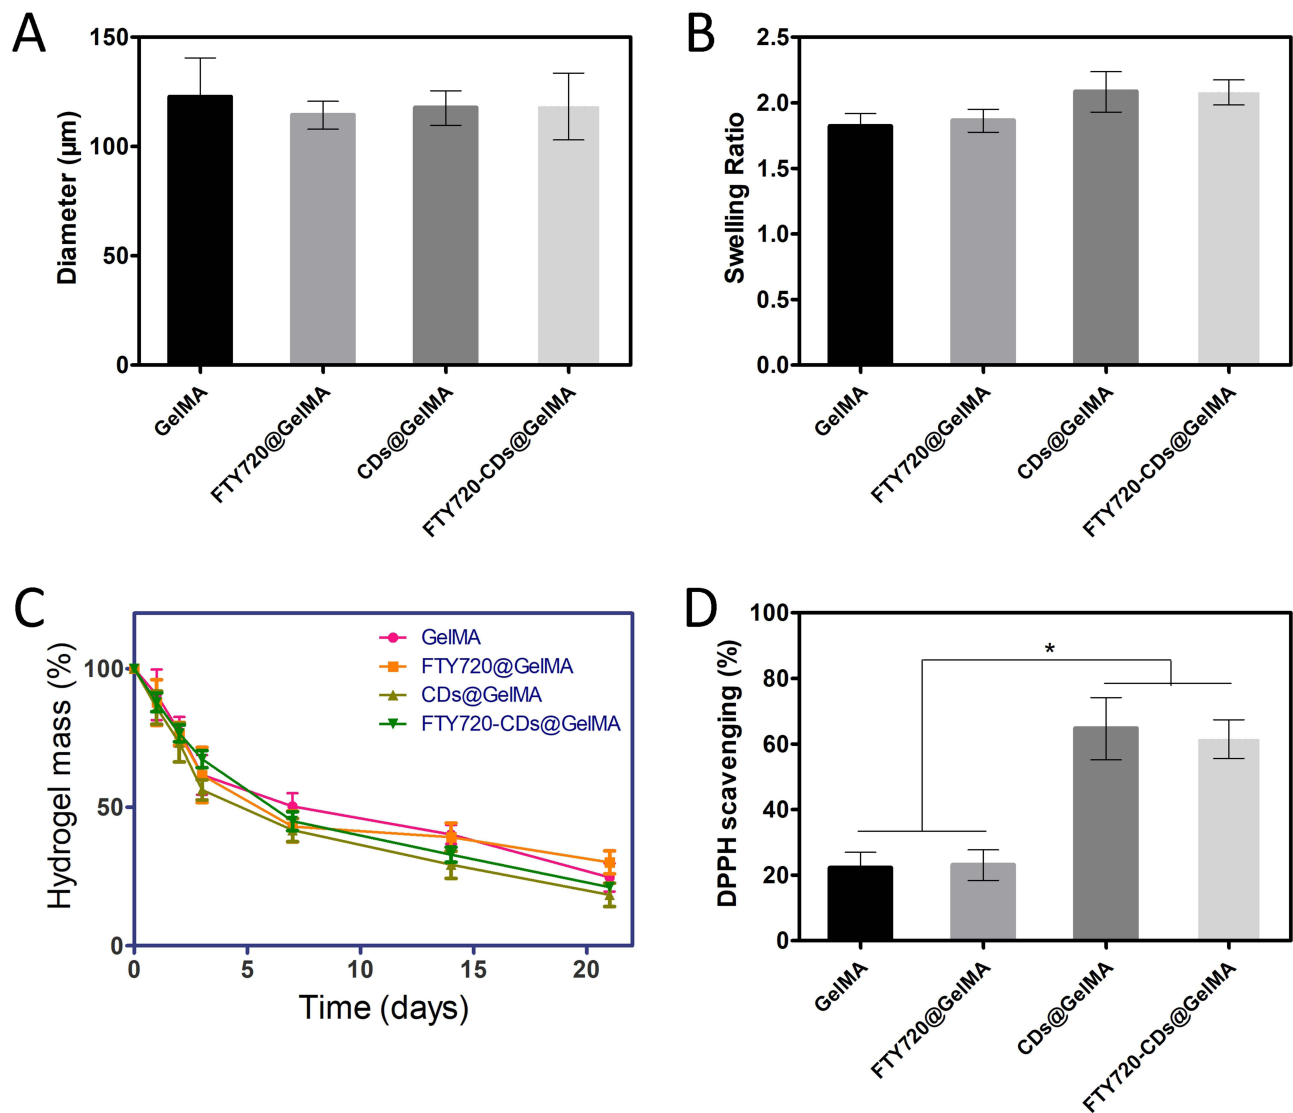 A
Diameter (µm)
150
100
50
0
GelMA
FTY720@GelMA
CDs@GelMA
FTY720-CDs@GelMA
B
Swelling Ratio
2.5
2.0
1.5
1.0
0.5
0.0
GelMA
FTY720@GelMA
CDs@GelMA
FTY720-CDs@GelMA
C
Hydrogel mass (%)
100
50
0
GelMA
FTY720@GelMA
CDs@GelMA
FTY720-CDs@GelMA
0 5 10 15 20
Time (days)
D
DPPH scavenging (%)
100
80
60
40
20
0
*
GelMA
FTY720@GelMA
CDs@GelMA
FTY720-CDs@GelMA